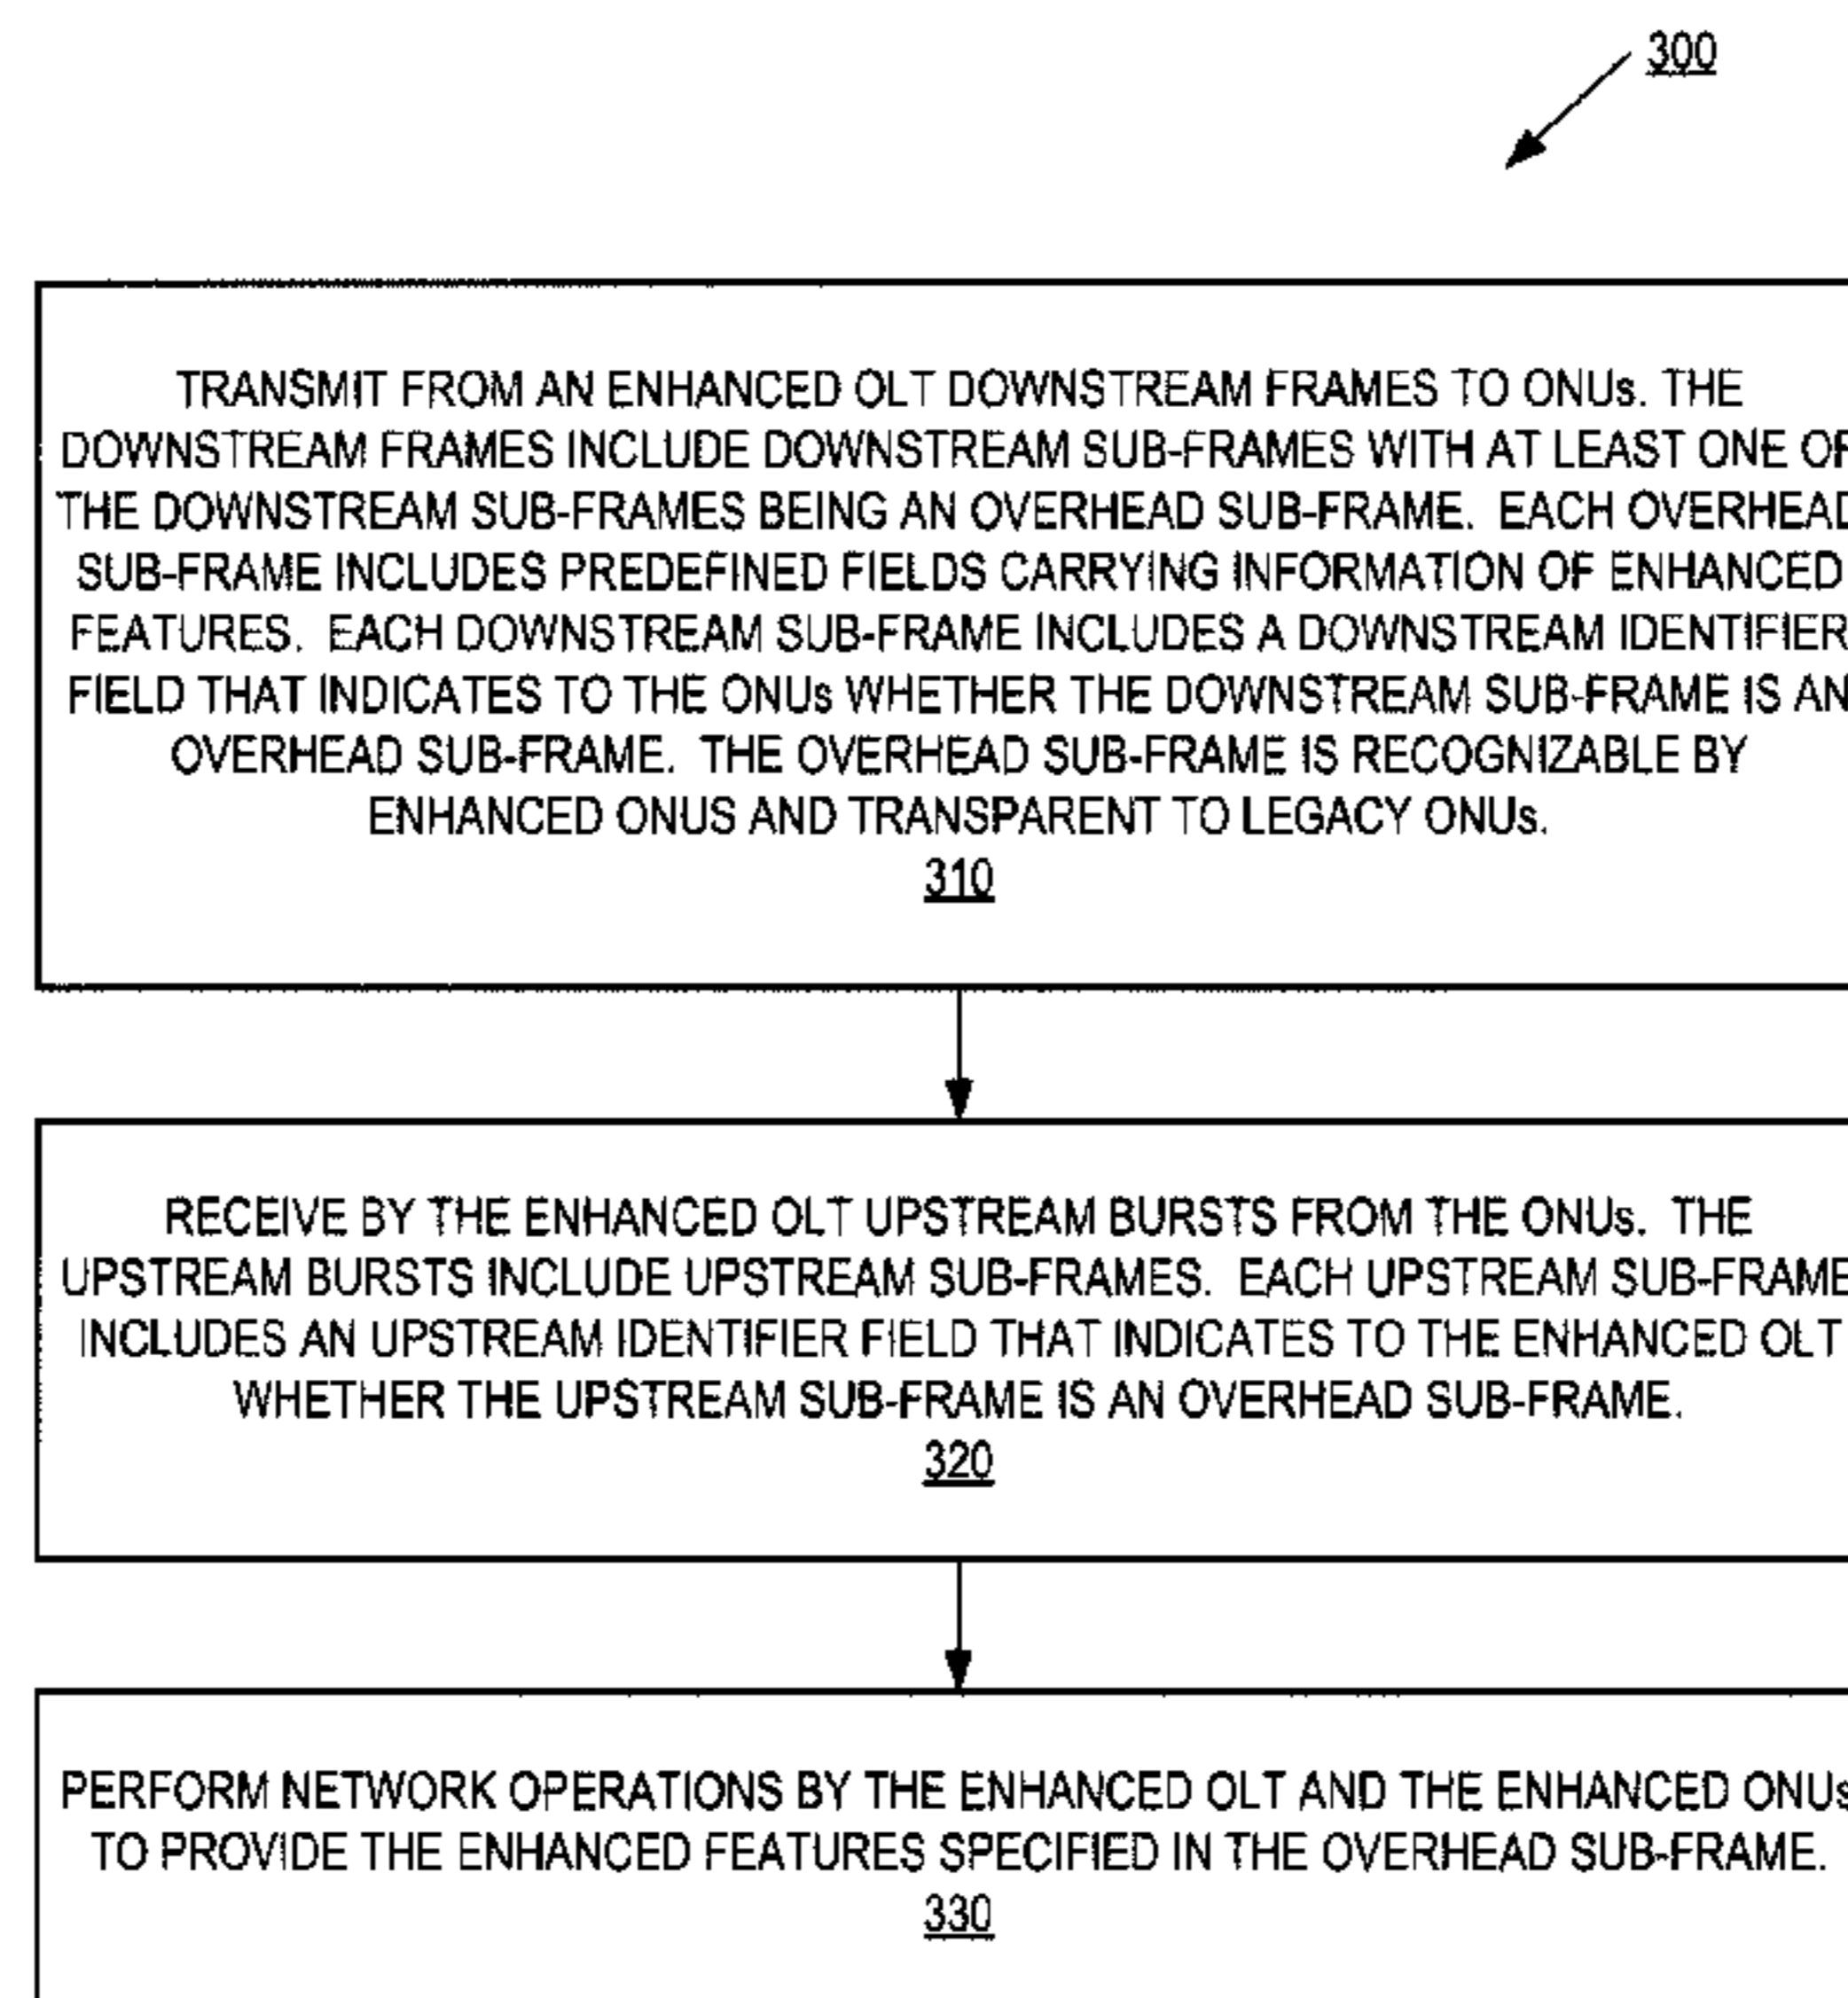 300
TRANSMIT FROM AN ENHANCED OLT DOWNSTREAM FRAMES TO ONUs. THE
DOWNSTREAM FRAMES INCLUDE DOWNSTREAM SUB-FRAMES WITH AT LEAST ONE OF
THE DOWNSTREAM SUB-FRAMES BEING AN OVERHEAD SUB-FRAME. EACH OVERHEAD
SUB-FRAME INCLUDES PREDEFINED FIELDS CARRYING INFORMATION OF ENHANCED
FEATURES. EACH DOWNSTREAM SUB-FRAME INCLUDES A DOWNSTREAM IDENTIFIER
FIELD THAT INDICATES TO THE ONUs WHETHER THE DOWNSTREAM SUB-FRAME IS AN
OVERHEAD SUB-FRAME. THE OVERHEAD SUB-FRAME IS RECOGNIZABLE BY
ENHANCED ONUS AND TRANSPARENT TO LEGACY ONUs.
310
RECEIVE BY THE ENHANCED OLT UPSTREAM BURSTS FROM THE ONUs. THE
UPSTREAM BURSTS INCLUDE UPSTREAM SUB-FRAMES. EACH UPSTREAM SUB-FRAME
INCLUDES AN UPSTREAM IDENTIFIER FIELD THAT INDICATES TO THE ENHANCED OLT
WHETHER THE UPSTREAM SUB-FRAME IS AN OVERHEAD SUB-FRAME.
320
PERFORM NETWORK OPERATIONS BY THE ENHANCED OLT AND THE ENHANCED ONUs
TO PROVIDE THE ENHANCED FEATURES SPECIFIED IN THE OVERHEAD SUB-FRAME.
330